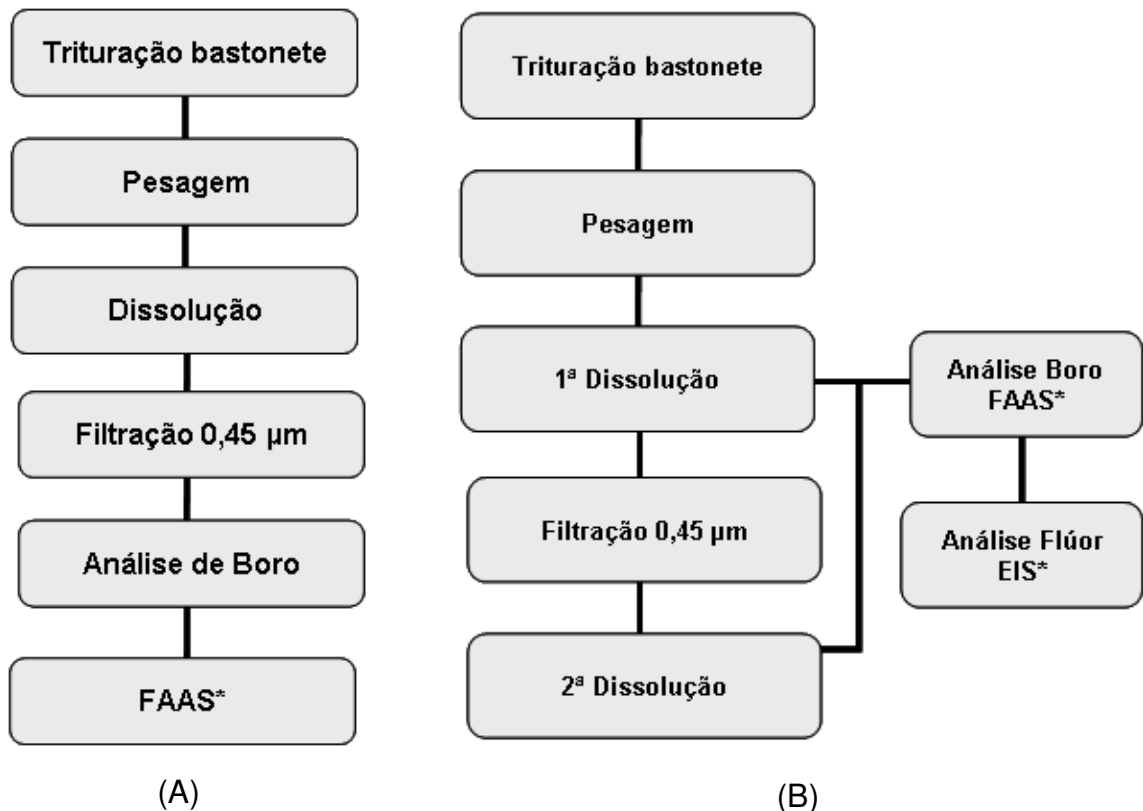 Trituração bastonete
Pesagem
Dissolução
Filtração 0,45 µm
Análise de Boro
FAAS*
(A)
Trituração bastonete
Pesagem
1ª Dissolução
Filtração 0,45 µm
2ª Dissolução
Análise Boro
FAAS*
Análise Flúor
EIS*
(B)